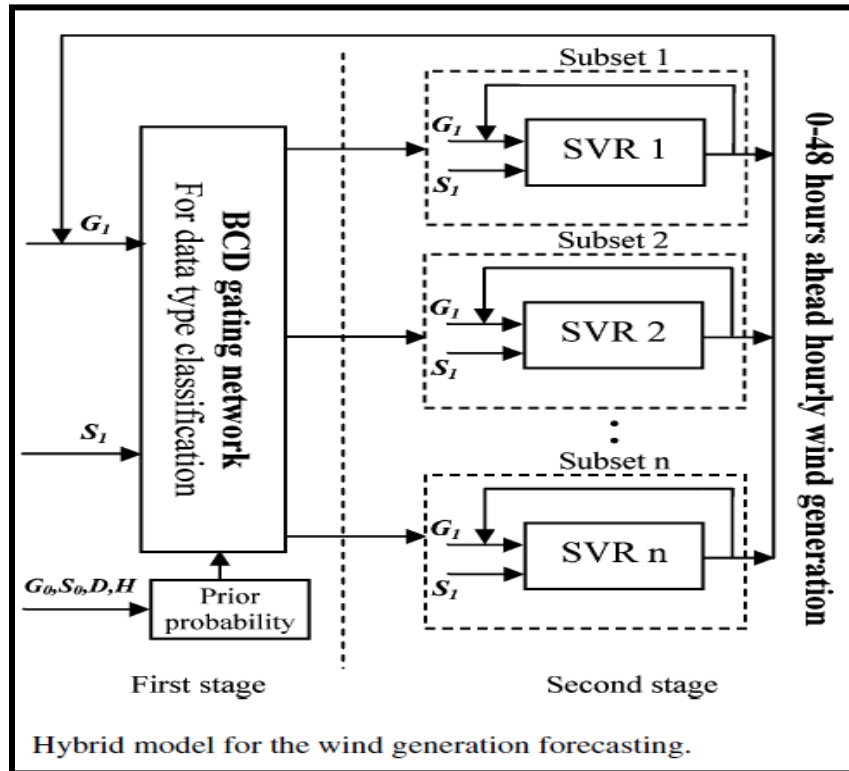 Subset 1
G1
SVR 1
S1
Subset 2
G1
SVR 2
S1
Subset n
G1
SVR n
S1
G1
S1
BCD gating network
For data type classification
G0,S0,D,H
Prior
probability
0-48 hours ahead hourly wind generation
First stage
Second stage
Hybrid model for the wind generation forecasting.